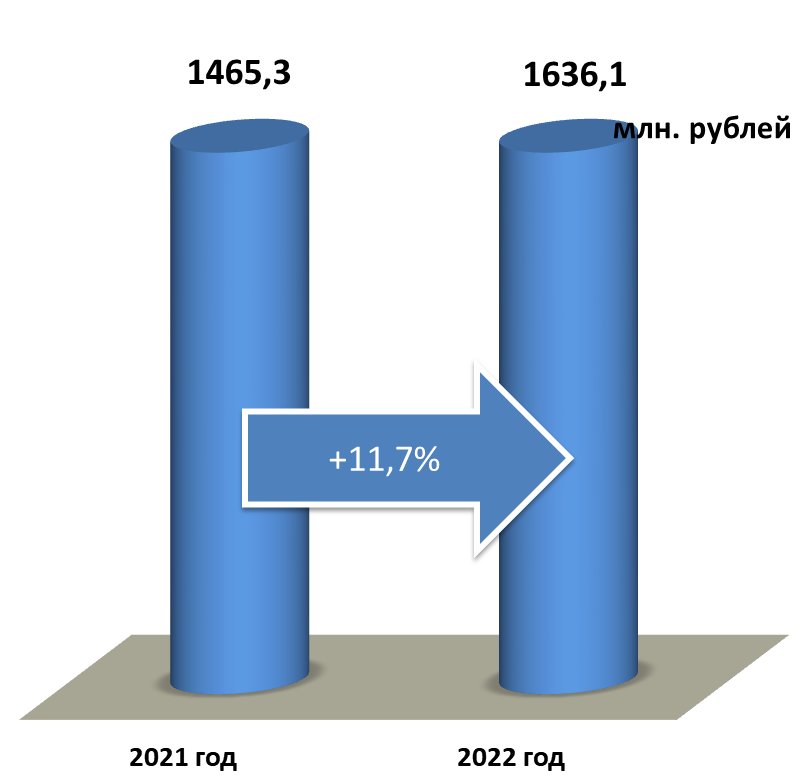 1465,3
1636,1
млн. рублей
+11,7%
2021 год
2022 год